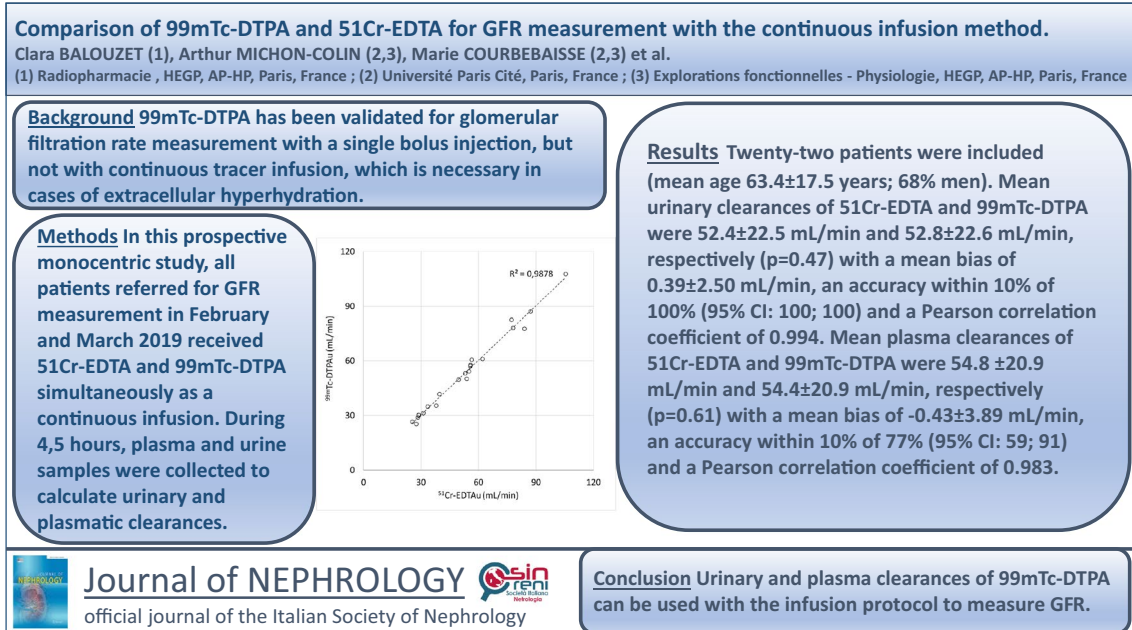 Comparison of 99mTc-DTPA and 51Cr-EDTA for GFR measurement with the continuous infusion method.
Clara BALOUZET (1), Arthur MICHON-COLIN (2,3), Marie COURBEBAISSE (2,3) et al.
(1) Radiopharmacie , HEGP, AP-HP, Paris, France ; (2) Université Paris Cité, Paris, France ; (3) Explorations fonctionnelles - Physiologie, HEGP, AP-HP, Paris, France
Background 99mTc-DTPA has been validated for glomerular
filtration rate measurement with a single bolus injection, but
not with continuous tracer infusion, which is necessary in
cases of extracellular hyperhydration.
Methods In this prospective
monocentric study, all
patients referred for GFR
measurement in February
and March 2019 received
51Cr-EDTA and 99mTc-DTPA
simultaneously as a
continuous infusion. During
4,5 hours, plasma and urine
samples were collected to
calculate urinary and
plasmatic clearances.
120
90
60
30
0
99mTc-DTPAu (mL/min)
R² = 0,9878
0 30 60 90 120
51Cr-EDTAu (mL/min)
Results Twenty-two patients were included
(mean age 63.4±17.5 years; 68% men). Mean
urinary clearances of 51Cr-EDTA and 99mTc-DTPA
were 52.4±22.5 mL/min and 52.8±22.6 mL/min,
respectively (p=0.47) with a mean bias of
0.39±2.50 mL/min, an accuracy within 10% of
100% (95% CI: 100; 100) and a Pearson correlation
coefficient of 0.994. Mean plasma clearances of
51Cr-EDTA and 99mTc-DTPA were 54.8 ±20.9
mL/min and 54.4±20.9 mL/min, respectively
(p=0.61) with a mean bias of -0.43±3.89 mL/min,
an accuracy within 10% of 77% (95% CI: 59; 91)
and a Pearson correlation coefficient of 0.983.
NEPHROLOGY
Journal of NEPHROLOGY
official journal of the Italian Society of Nephrology
sin
reni
Società Italiana
Nefrologia
Conclusion Urinary and plasma clearances of 99mTc-DTPA
can be used with the infusion protocol to measure GFR.